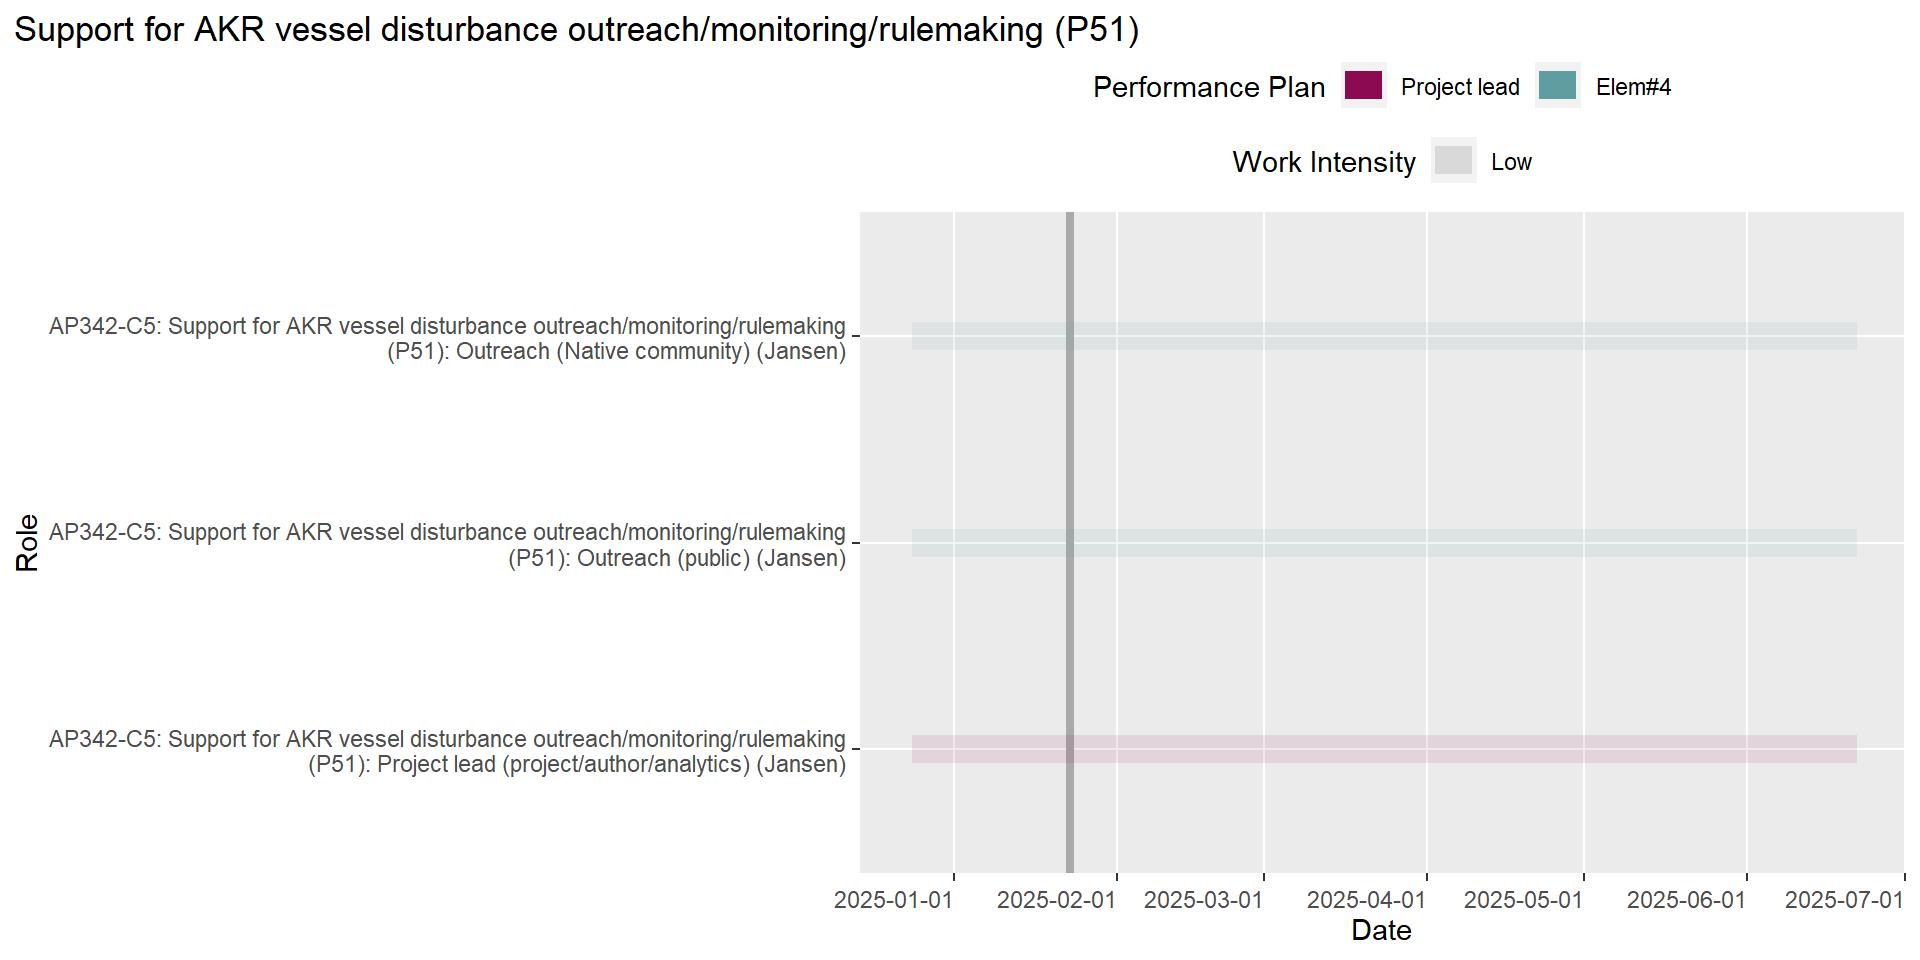 Support for AKR vessel disturbance outreach/monitoring/rulemaking (P51)
Performance Plan Project lead Elem#4
Work Intensity Low
AP342-C5: Support for AKR vessel disturbance outreach/monitoring/rulemaking
(P51): Outreach (Native community) (Jansen)
Role
AP342-C5: Support for AKR vessel disturbance outreach/monitoring/rulemaking
(P51): Outreach (public) (Jansen)
AP342-C5: Support for AKR vessel disturbance outreach/monitoring/rulemaking
(P51): Project lead (project/author/analytics) (Jansen)
2025-01-01 2025-02-01 2025-03-01 2025-04-01 2025-05-01 2025-06-01 2025-07-01
Date